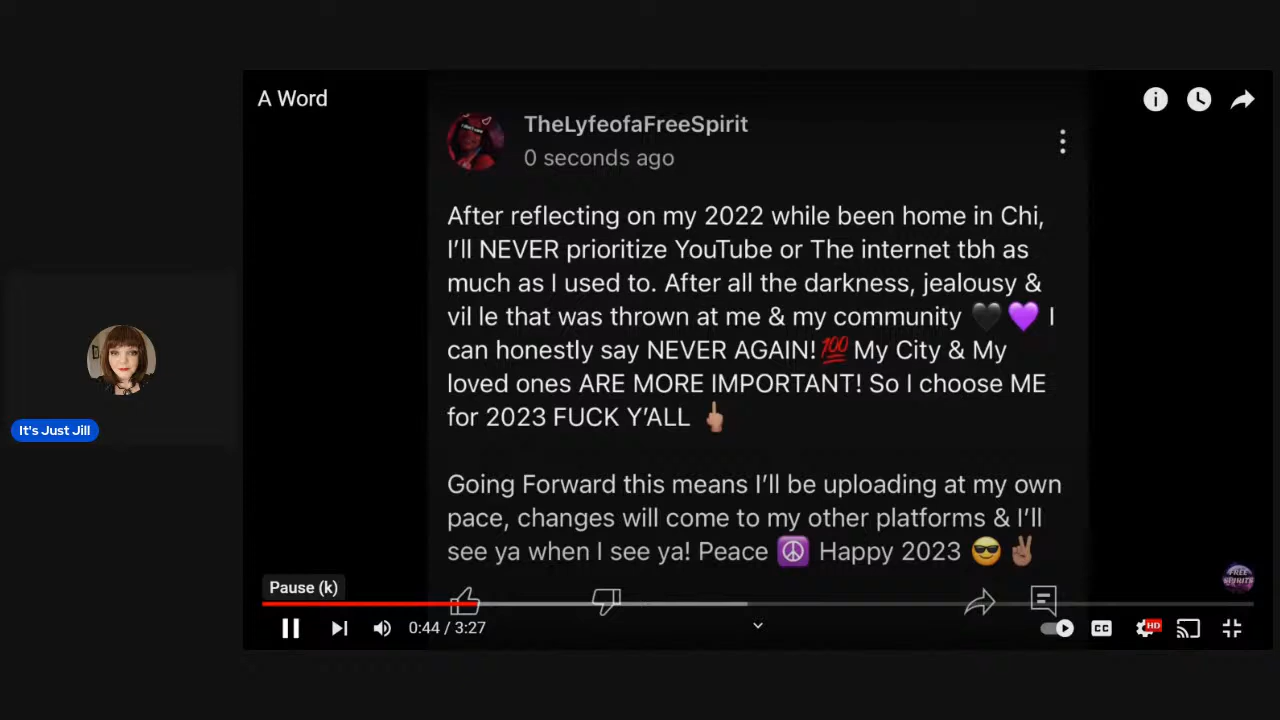 A Word
TheLyfeofaFreeSpirit
0 seconds ago
After reflecting on my 2022 while been home in Chi,
I'll NEVER prioritize YouTube or The internet tbh as
much as I used to. After all the darkness, jealousy &
vil le that was thrown at me & my community 🖤💜 I
can honestly say NEVER AGAIN!💯 My City & My
loved ones ARE MORE IMPORTANT! So I choose ME
for 2023 FUCK Y'ALL 🖕🏽
Going Forward this means I'll be uploading at my own
pace, changes will come to my other platforms & I'll
see ya when I see ya! Peace ☮️ Happy 2023 😎✌🏽
It's Just Jill
FREE
SPIRITS
Pause (k)
0:44 / 3:27
CC
HD